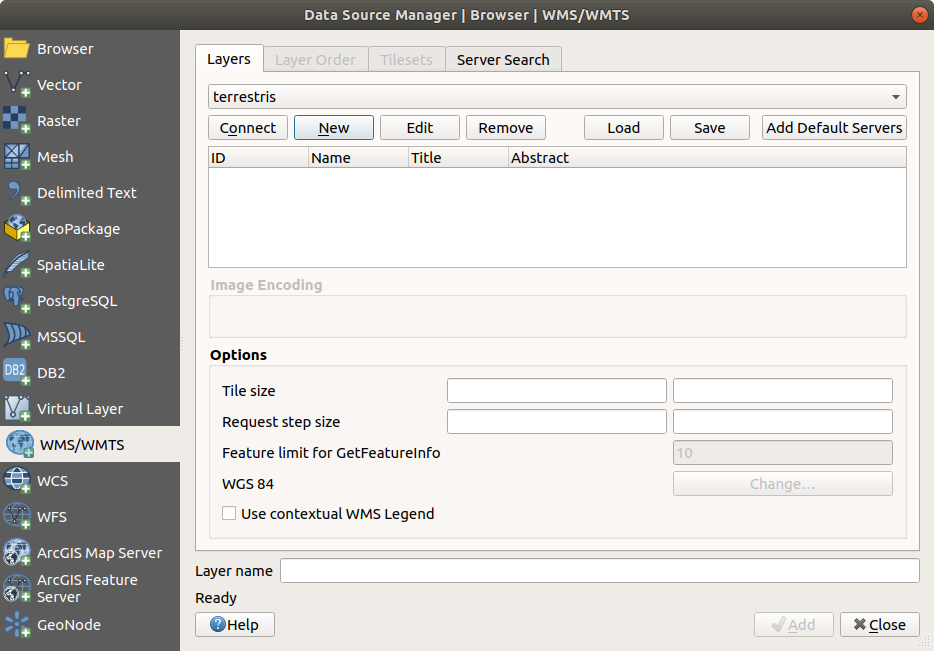 Data Source Manager | Browser | WMS/WMTS
Browser
Vector
Raster
Mesh
Delimited Text
GeoPackage
SpatiaLite
PostgreSQL
MSSQL
DB2
DB2
Virtual Layer
WMS/WMTS
WCS
WFS
ArcGIS Map Server
ArcGIS Feature
Server
GeoNode
Layers Layer Order Tilesets Server Search
terrestris
Connect New Edit Remove Load Save Add Default Servers
ID Name Title Abstract
Image Encoding
Options
Tile size
Request step size
Feature limit for GetFeatureInfo 10
WGS 84 Change...
Use contextual WMS Legend
Layer name
Ready
Help Add Close